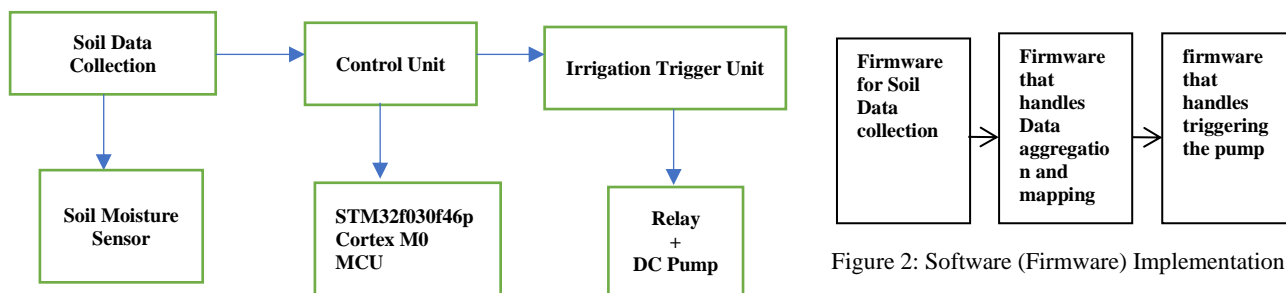 Soil Data
Collection
Control Unit
Irrigation Trigger Unit
Soil Moisture
Sensor
STM32f030f46p
Cortex M0
MCU
Relay
+
DC Pump
Firmware
for Soil
Data
collection
Firmware
that
handles
Data
aggregatio
n and
mapping
firmware
that
handles
triggering
the pump
Figure 2: Software (Firmware) Implementation